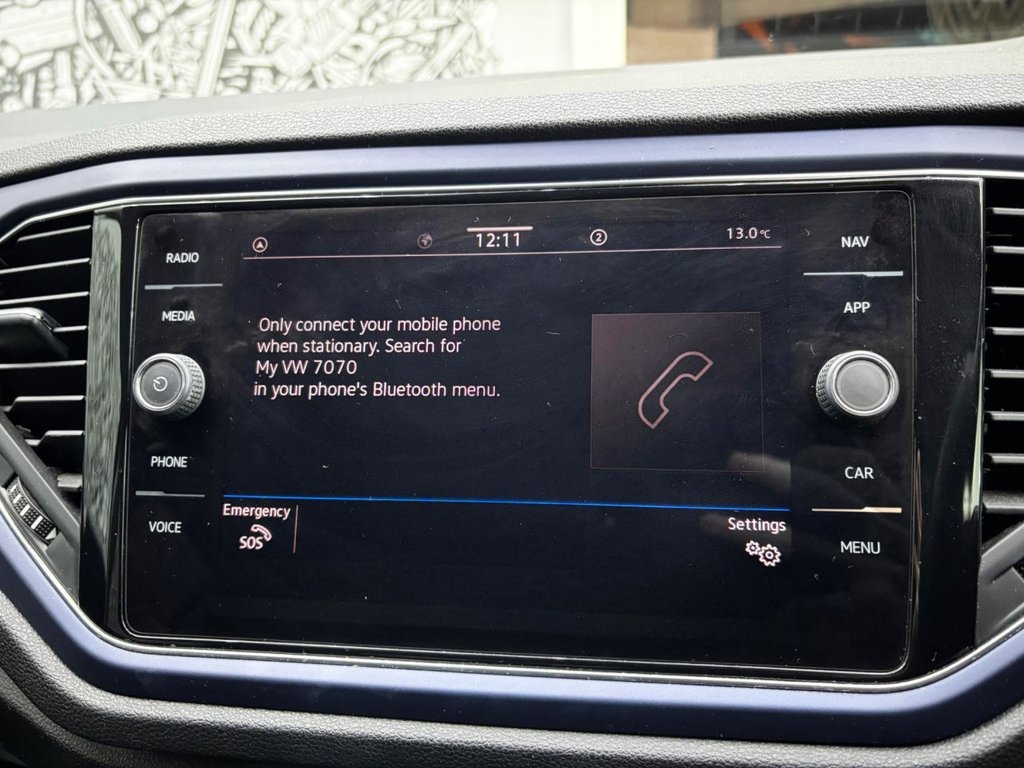 RADIO
MEDIA
PHONE
VOICE
12:11
2
13.0°C
Only connect your mobile phone
when stationary. Search for
My VW 7070
in your phone's Bluetooth menu.
Emergency
SOS
Settings
NAV
APP
CAR
MENU